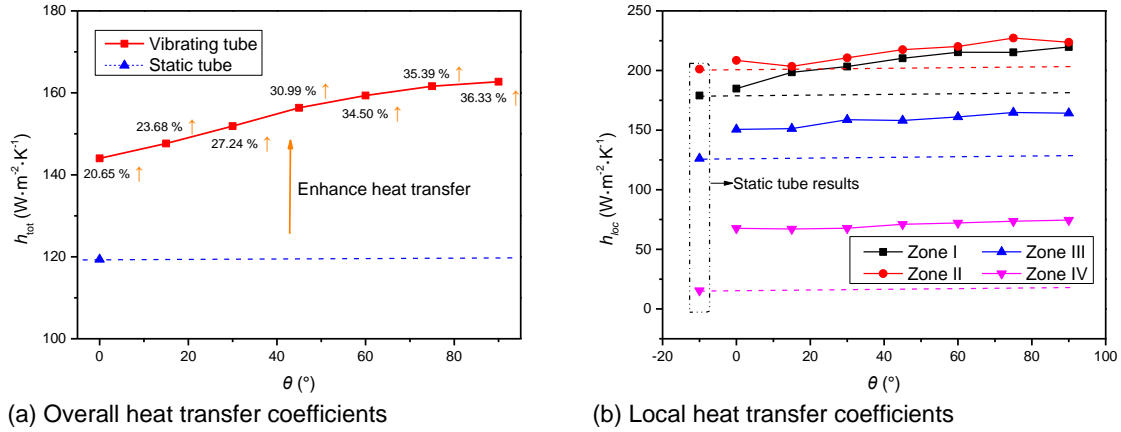 160
180
160
140
120
100
0
20
40
60
80
h_tot (W·m⁻²·K⁻¹)
θ (°)
Vibrating tube
Static tube
20.65 % ↑
23.68 % ↑
27.24 % ↑
30.99 % ↑
34.50 % ↑
35.39 % ↑
36.33 % ↑
Enhance heat transfer
(a) Overall heat transfer coefficients
250
200
150
100
50
0
-20
0
20
40
60
80
100
h_loc (W·m⁻²·K⁻¹)
θ (°)
Static tube results
Zone I
Zone II
Zone III
Zone IV
(b) Local heat transfer coefficients